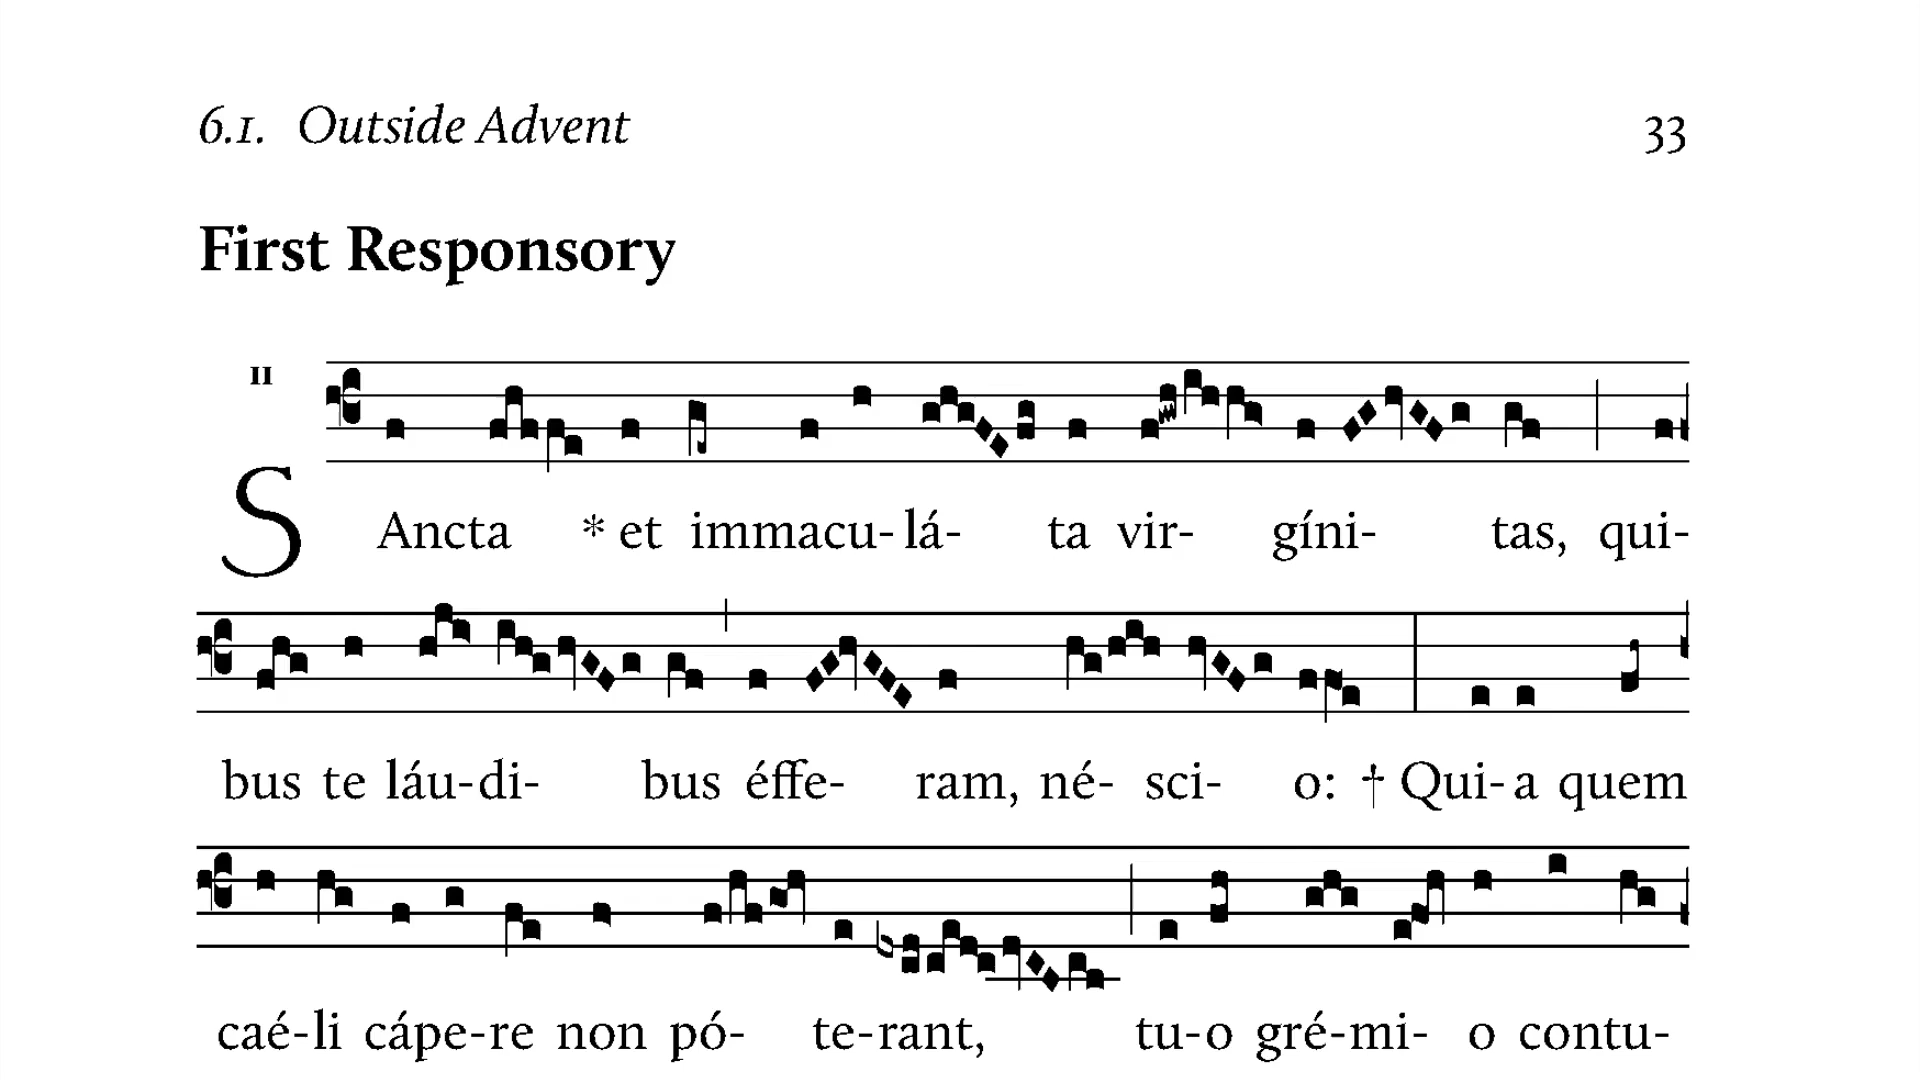 6.1. Outside Advent 33
First Responsory
II
SAncta * et immacu-lá- ta vir- gíni- tas, qui-
bus te láu-di- bus éffe- ram, né- sci- o: † Qui-a quem
caé-li cápe-re non pó- te-rant, tu-o gré-mi- o contu-